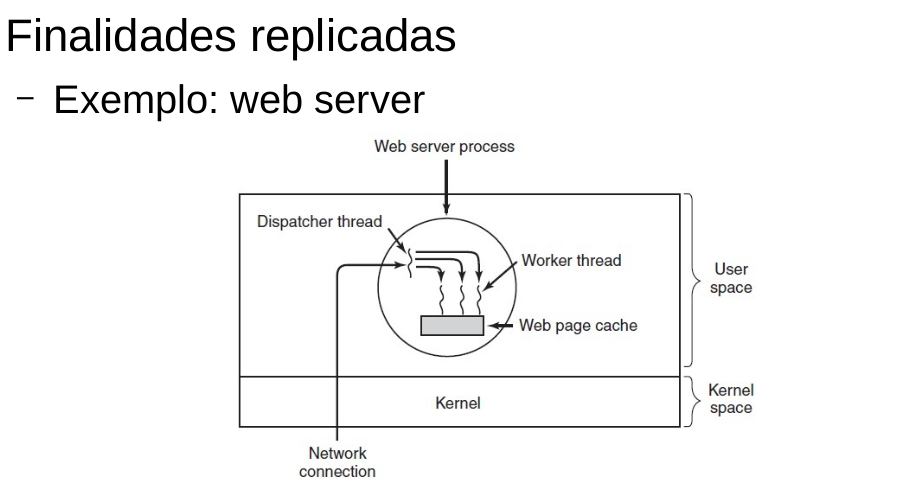 Finalidades replicadas
– Exemplo: web server
Web server process
Dispatcher thread
Worker thread
User
space
Web page cache
Kernel
Kernel
space
Network
connection